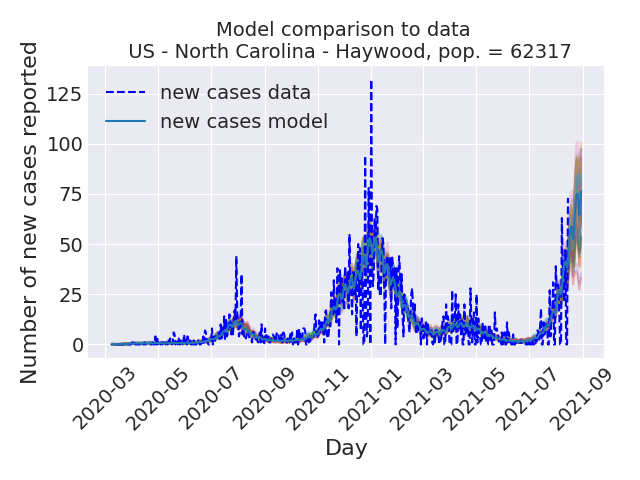 Model comparison to data
US - North Carolina - Haywood, pop. = 62317
Number of new cases reported
125
100
75
50
25
0
new cases data
new cases model
2020-03
2020-05
2020-07
2020-09
2020-11
2021-01
2021-03
2021-05
2021-07
2021-09
Day